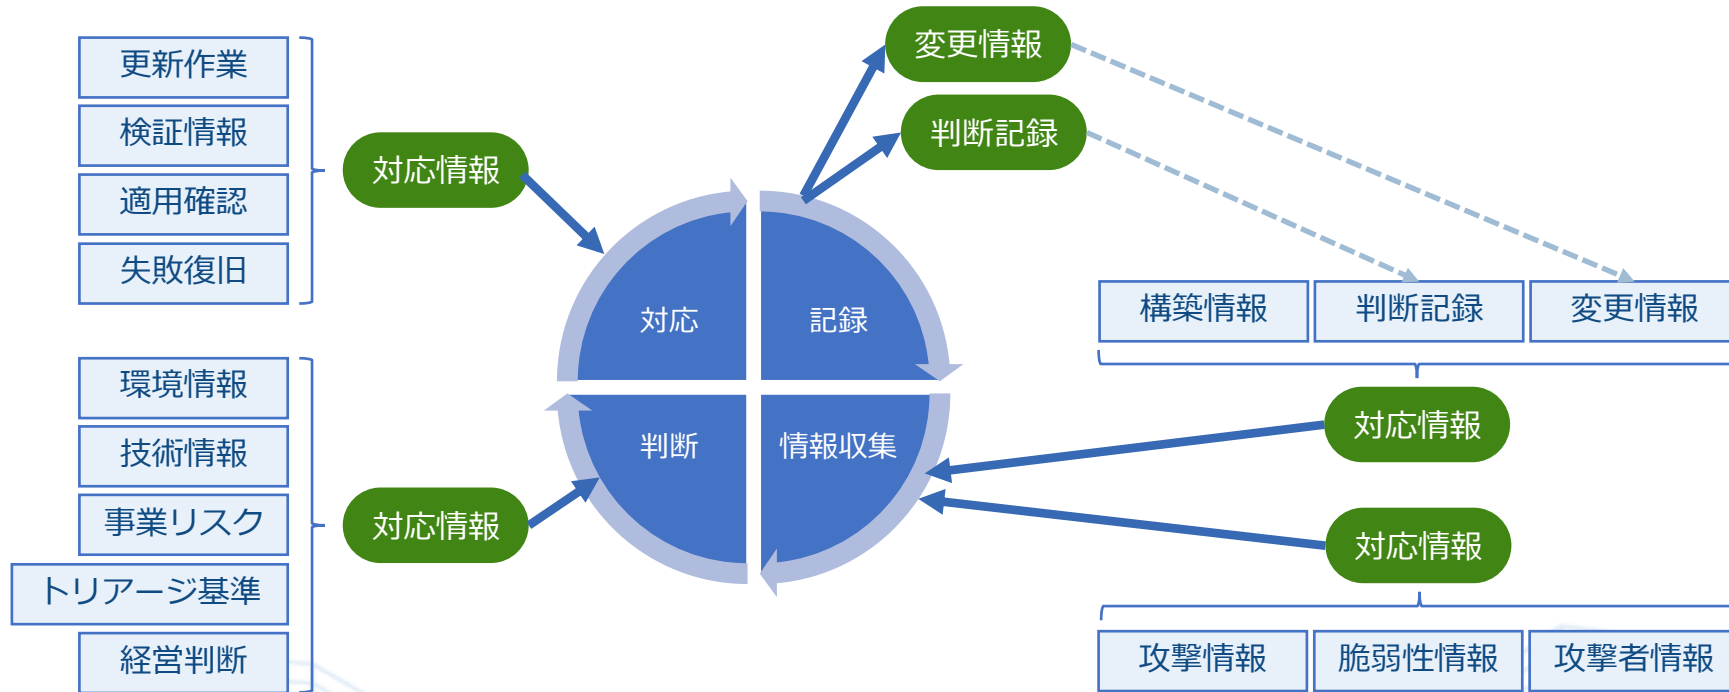 更新作業
検証情報
適用確認
失敗復旧
対応情報
環境情報
技術情報
事業リスク
トリアージ基準
経営判断
対応情報
対応
記録
判断
情報収集
変更情報
判断記録
構築情報
判断記録
変更情報
対応情報
対応情報
攻撃情報
脆弱性情報
攻撃者情報